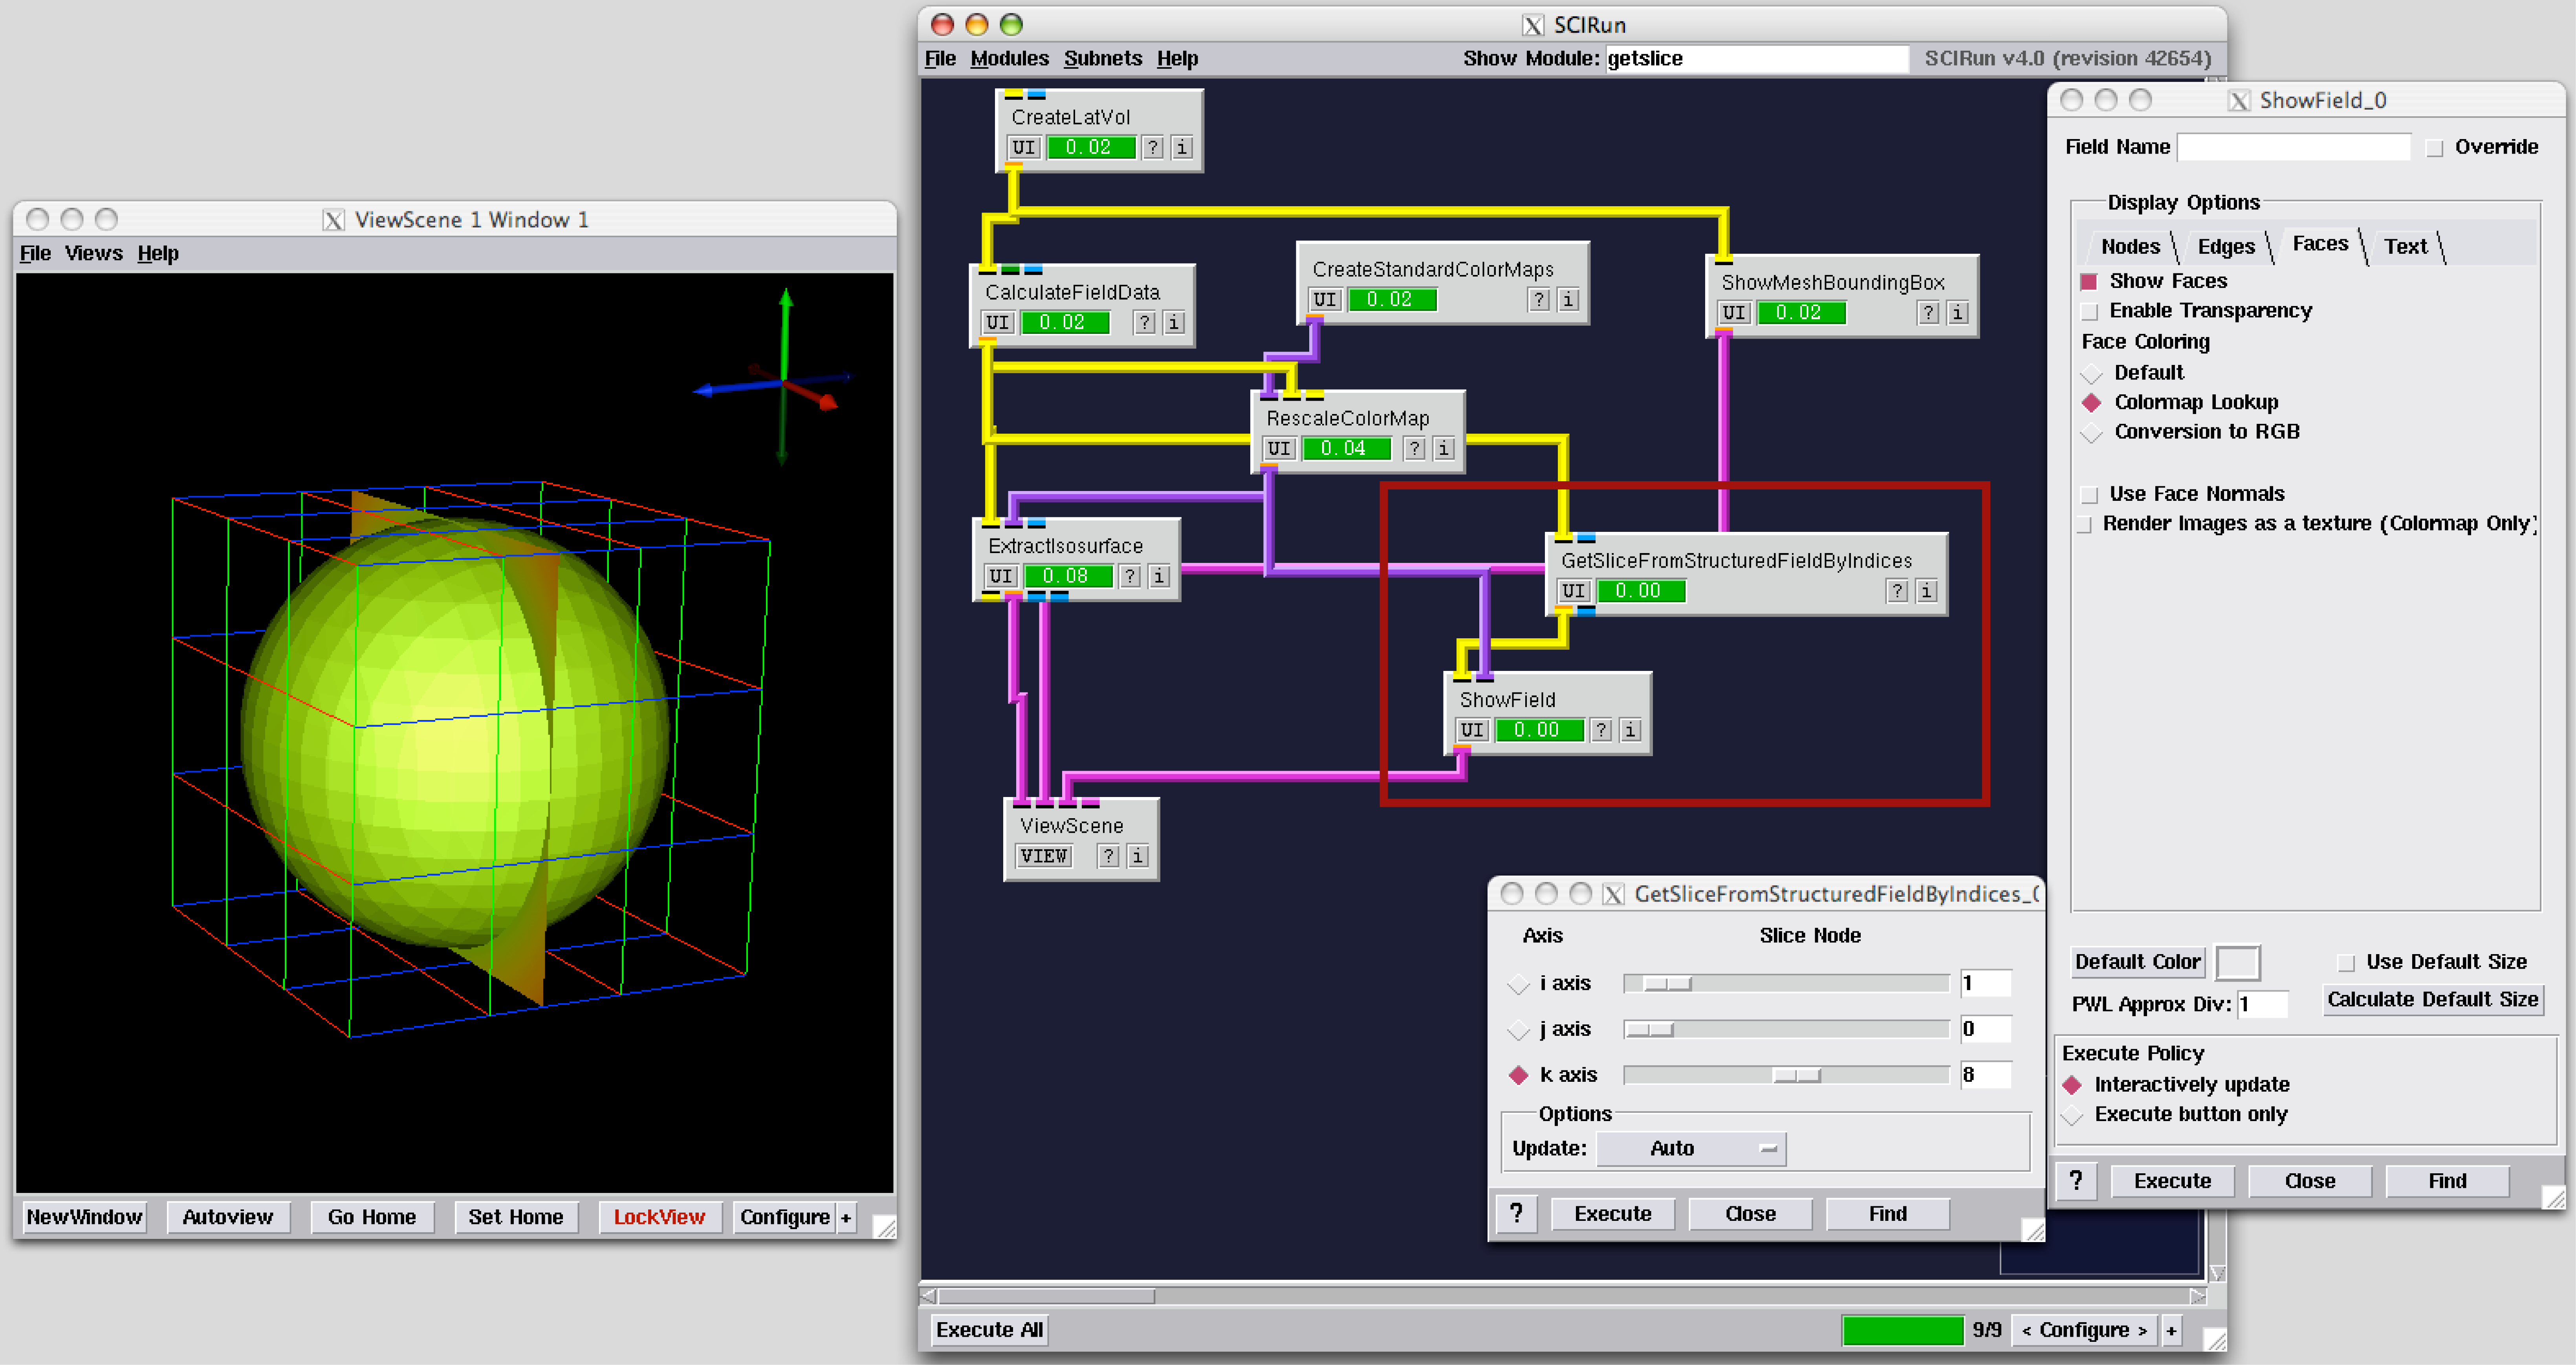 ViewScene 1 Window 1
File Views Help
NewWindow Autoview Go Home Set Home LockView Configure +
SCIRun
File Modules Subnets Help Show Module: getslice SCIRun v4.0 (revision 42654)
CreateLatVol
UI 0.02 ? i
CalculateFieldData
UI 0.02 ? i
CreateStandardColorMaps
UI 0.02 ? i
ShowMeshBoundingBox
UI 0.02 ? i
RescaleColorMap
UI 0.04 ? i
ExtractIsosurface
UI 0.08 ? i
GetSliceFromStructuredFieldByIndices
UI 0.00 ? i
ShowField
UI 0.00 ? i
ViewScene
VIEW ? i
Execute All 9/9 < Configure > +
GetSliceFromStructuredFieldByIndices_0
Axis Slice Node
i axis 1
j axis 0
k axis 8
Options
Update: Auto
? Execute Close Find
ShowField_0
Field Name Override
Display Options
Nodes Edges Faces Text
Show Faces
Enable Transparency
Face Coloring
Default
Colormap Lookup
Conversion to RGB
Use Face Normals
Render Images as a texture (Colormap Only)
Default Color Use Default Size
PWL Approx Div: 1 Calculate Default Size
Execute Policy
Interactively update
Execute button only
? Execute Close Find